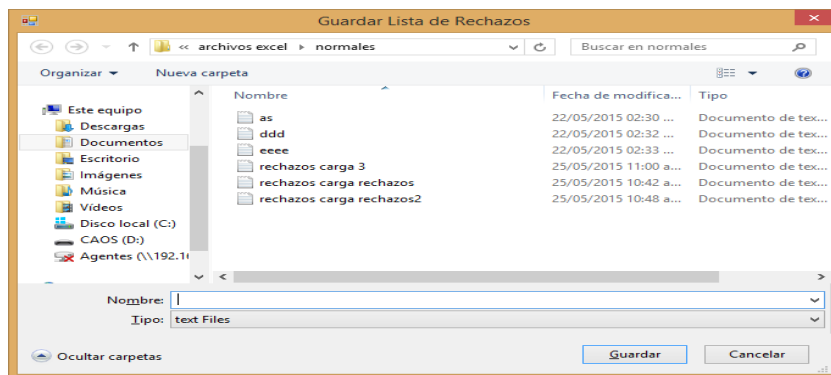 Guardar Lista de Rechazos
« archivos excel normales
Buscar en normales
Organizar
Nueva carpeta
Nombre Fecha de modifica... Tipo
Este equipo
Descargas
Documentos
Escritorio
Imágenes
Música
Vídeos
Disco local (C:)
CAOS (D:)
Agentes (\\192.16
as 22/05/2015 02:30 ... Documento de tex...
ddd 22/05/2015 02:32 ... Documento de tex...
eeee 22/05/2015 02:33 ... Documento de tex...
rechazos carga 3 25/05/2015 11:00 a... Documento de tex...
rechazos carga rechazos 25/05/2015 10:42 a... Documento de tex...
rechazos carga rechazos2 25/05/2015 10:48 a... Documento de tex...
Nombre:
Tipo: text Files
Ocultar carpetas
Guardar
Cancelar